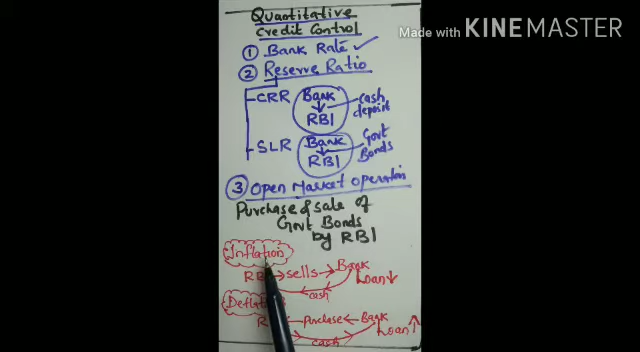 Quantitative
Credit Control
Made with KINEMASTER
① Bank Rate ✓
② Reserve Ratio
CRR Bank ↓ RBI cash deposit
SLR Bank ↓ RBI Govt Bonds
③ Open Market Operation
Purchase & sale of
Govt Bonds
by RBI
Inflation
→ sells → Bank
cash Loan ↓
← Purchase ← Bank
cash Loan ↑